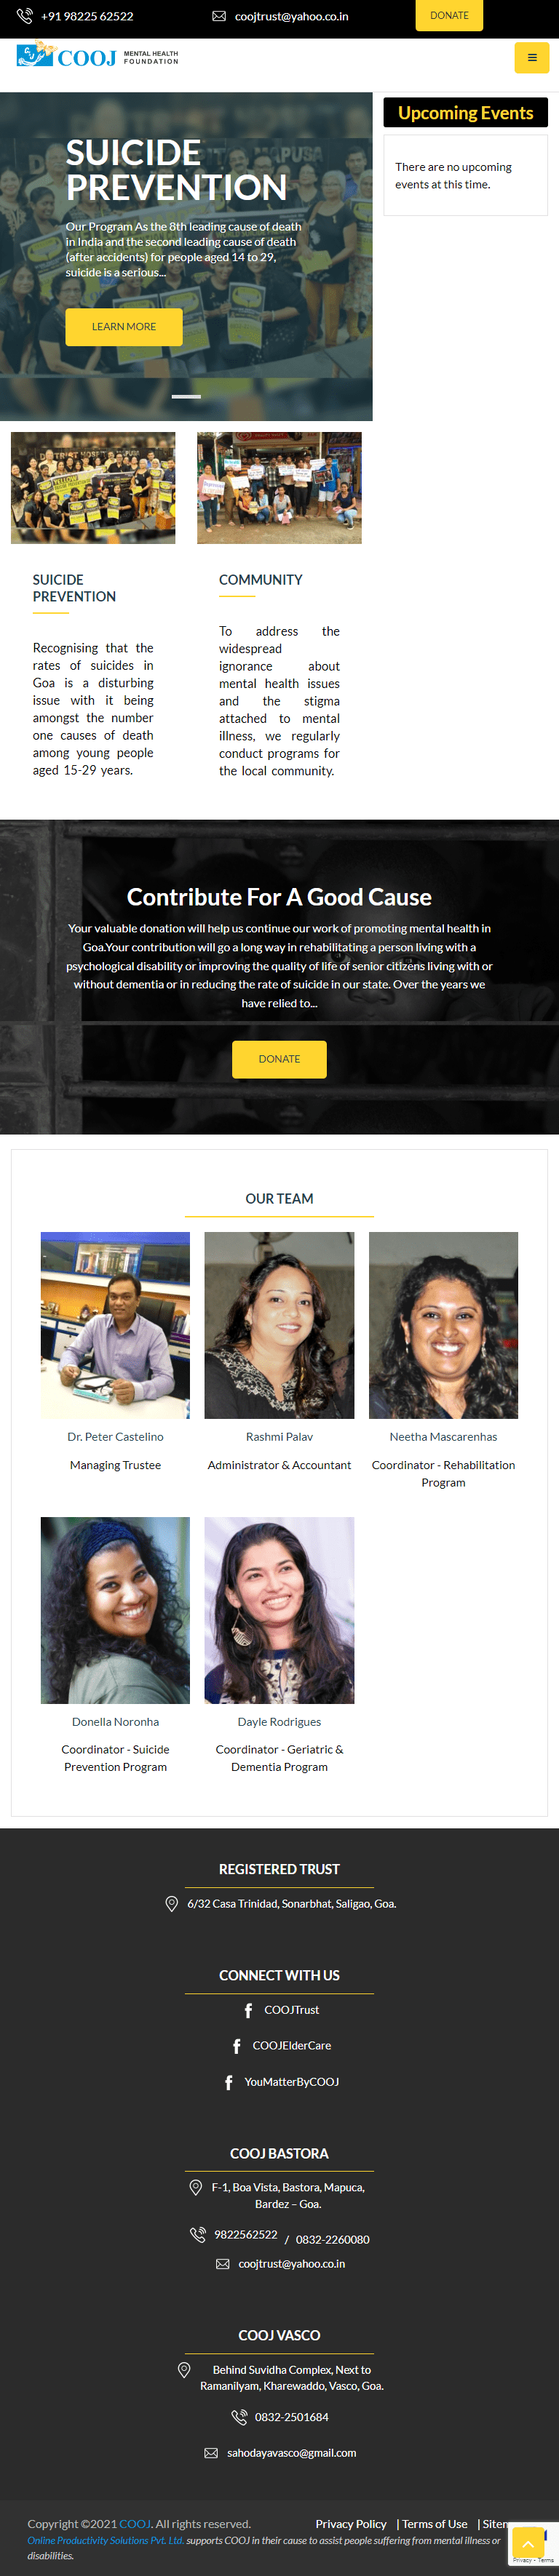 +91 98225 62522
coojtrust@yahoo.co.in
DONATE
COOJ MENTAL HEALTH
FOUNDATION
Upcoming Events
There are no upcoming
events at this time.
SUICIDE
PREVENTION
Our Program As the 8th leading cause of death
in India and the second leading cause of death
(after accidents) for people aged 14 to 29,
suicide is a serious...
LEARN MORE
SUICIDE
PREVENTION
Recognising that the
rates of suicides in
Goa is a disturbing
issue with it being
amongst the number
one causes of death
among young people
aged 15-29 years.
COMMUNITY
To address the
widespread
ignorance about
mental health issues
and the stigma
attached to mental
illness, we regularly
conduct programs for
the local community.
Contribute For A Good Cause
Your valuable donation will help us continue our work of promoting mental health in
Goa.Your contribution will go a long way in rehabilitating a person living with a
psychological disability or improving the quality of life of senior citizens living with or
without dementia or in reducing the rate of suicide in our state. Over the years we
have relied to...
DONATE
OUR TEAM
Dr. Peter Castelino
Managing Trustee
Rashmi Palav
Administrator & Accountant
Neetha Mascarenhas
Coordinator - Rehabilitation
Program
Donella Noronha
Coordinator - Suicide
Prevention Program
Dayle Rodrigues
Coordinator - Geriatric &
Dementia Program
REGISTERED TRUST
6/32 Casa Trinidad, Sonarbhat, Saligao, Goa.
CONNECT WITH US
COOJTrust
COOJElderCare
YouMatterByCOOJ
COOJ BASTORA
F-1, Boa Vista, Bastora, Mapuca,
Bardez – Goa.
9822562522 / 0832-2260080
coojtrust@yahoo.co.in
COOJ VASCO
Behind Suvidha Complex, Next to
Ramanilyam, Kharewaddo, Vasco, Goa.
0832-2501684
sahodayavasco@gmail.com
Copyright ©2021 COOJ. All rights reserved.
Privacy Policy | Terms of Use | Sitem
Online Productivity Solutions Pvt. Ltd. supports COOJ in their cause to assist people suffering from mental illness or
disabilities.
Privacy - Terms